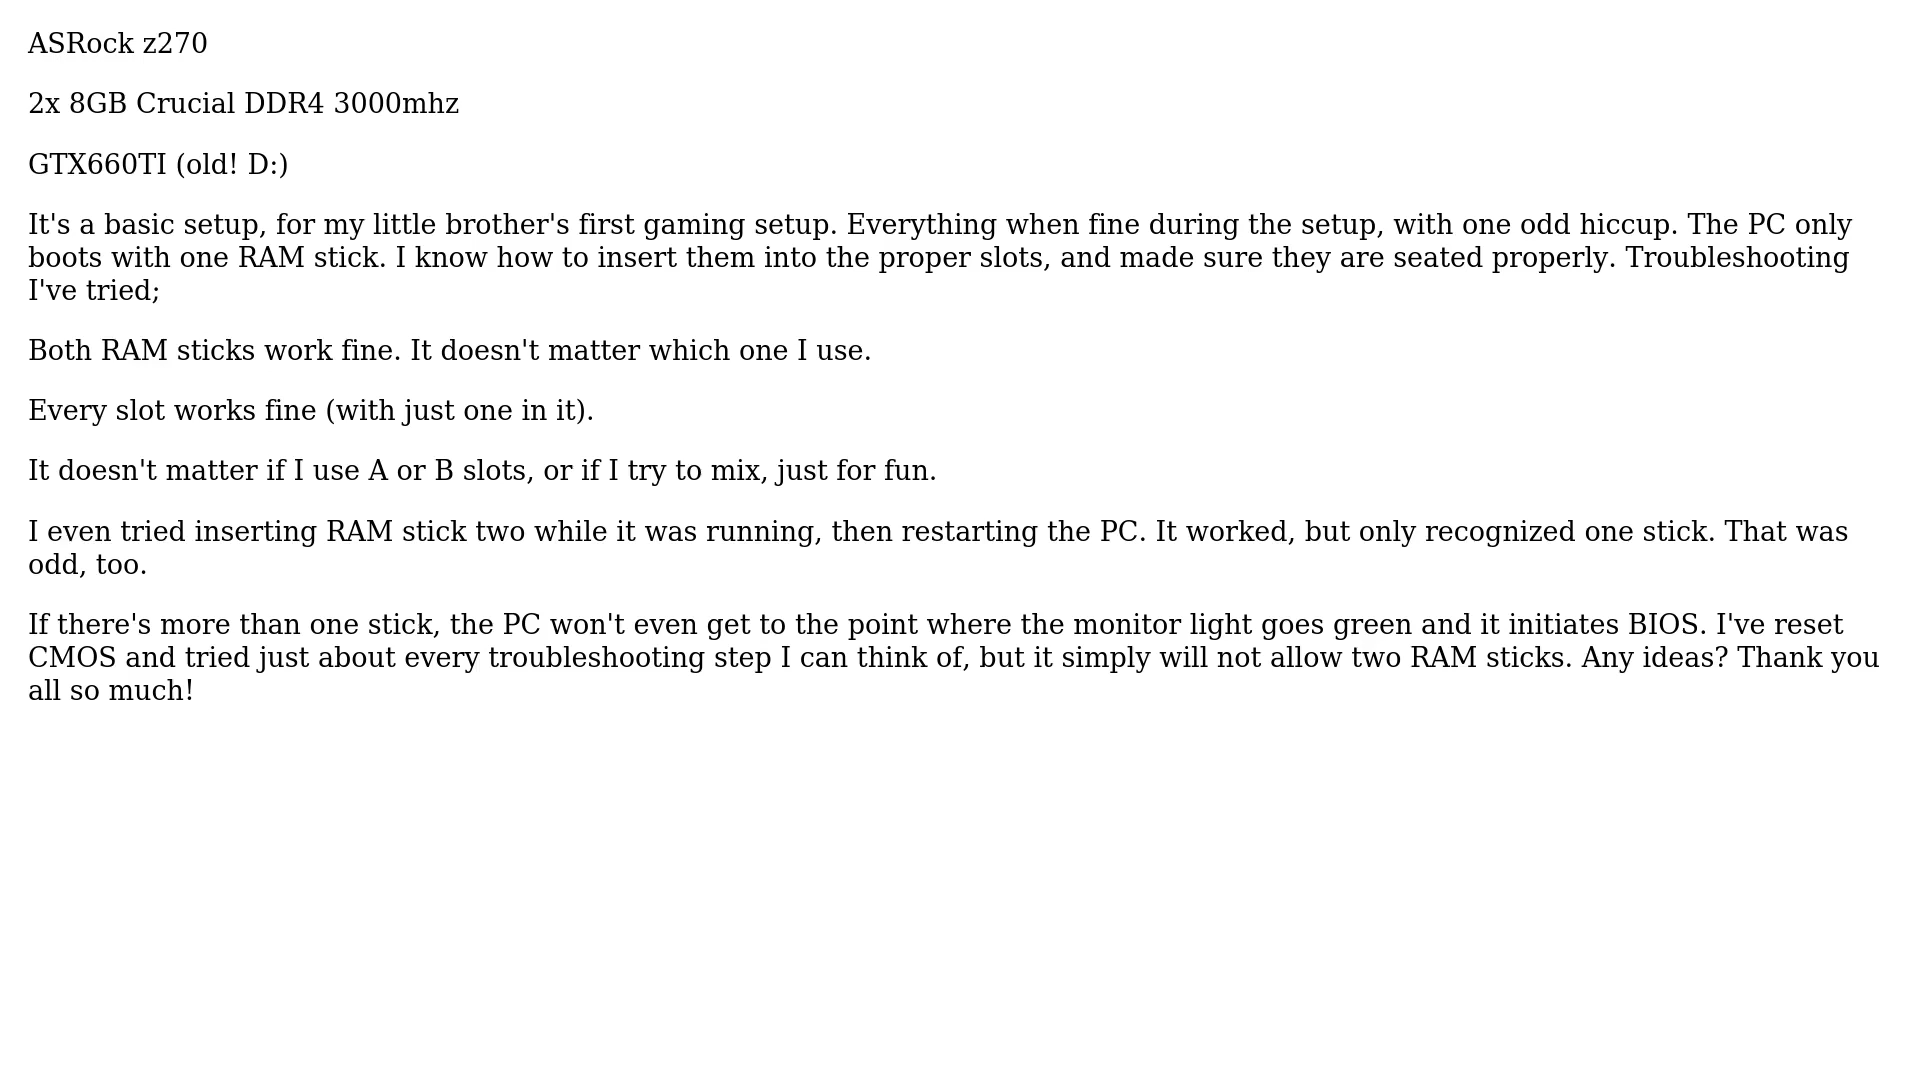 ASRock z270
2x 8GB Crucial DDR4 3000mhz
GTX660TI (old! D:)
It's a basic setup, for my little brother's first gaming setup. Everything when fine during the setup, with one odd hiccup. The PC only
boots with one RAM stick. I know how to insert them into the proper slots, and made sure they are seated properly. Troubleshooting
I've tried;
Both RAM sticks work fine. It doesn't matter which one I use.
Every slot works fine (with just one in it).
It doesn't matter if I use A or B slots, or if I try to mix, just for fun.
I even tried inserting RAM stick two while it was running, then restarting the PC. It worked, but only recognized one stick. That was
odd, too.
If there's more than one stick, the PC won't even get to the point where the monitor light goes green and it initiates BIOS. I've reset
CMOS and tried just about every troubleshooting step I can think of, but it simply will not allow two RAM sticks. Any ideas? Thank you
all so much!